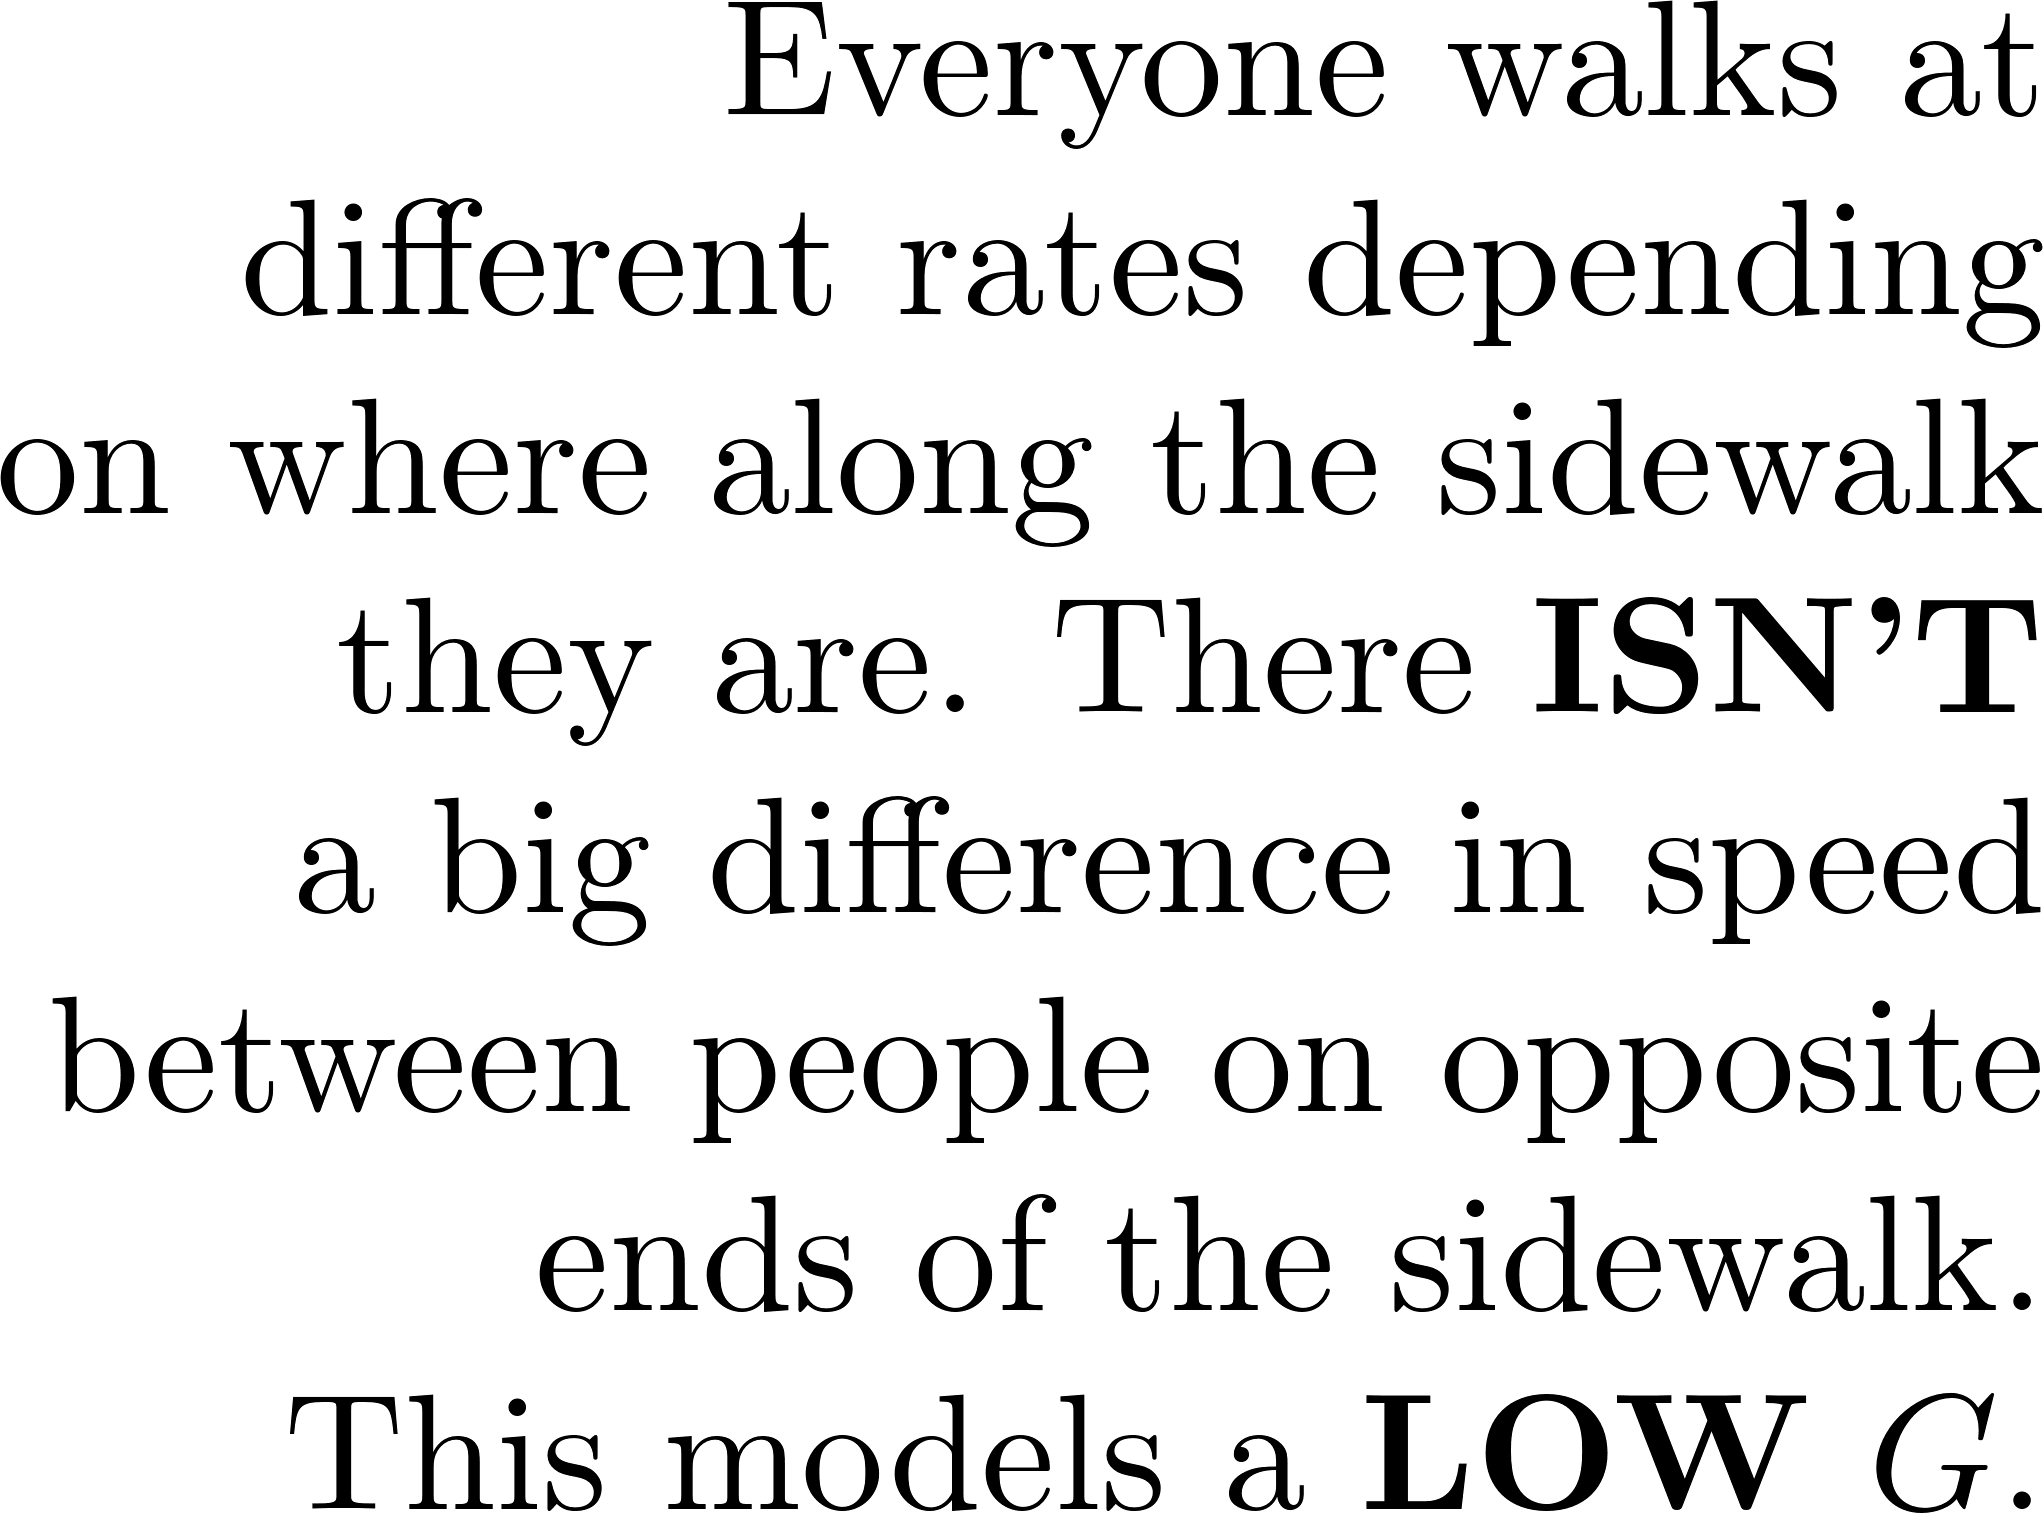 Everyone walks at
different rates depending
on where along the sidewalk
they are. There ISN'T
a big difference in speed
between people on opposite
ends of the sidewalk.
This models a LOW G.